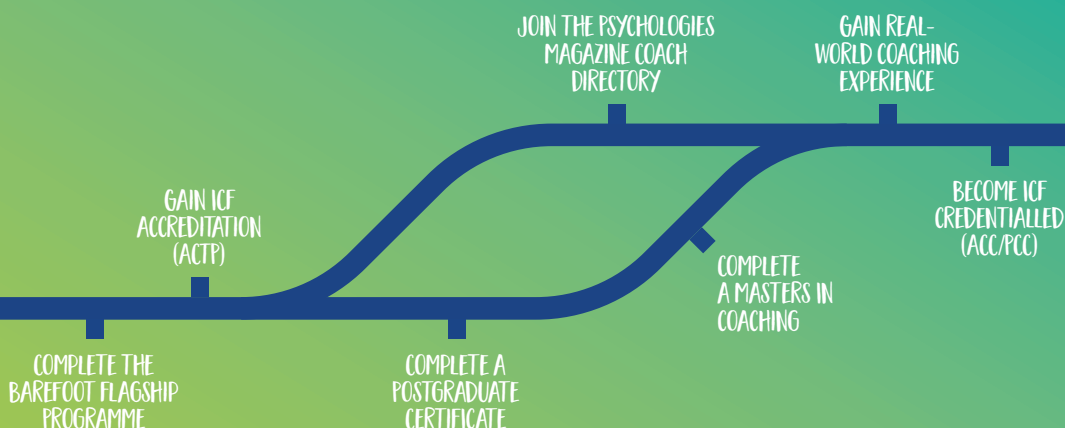 COMPLETE THE
BAREFOOT FLAGSHIP
PROGRAMME
GAIN ICF
ACCREDITATION
(ACTP)
COMPLETE A
POSTGRADUATE
CERTIFICATE
JOIN THE PSYCHOLOGIES
MAGAZINE COACH
DIRECTORY
COMPLETE
A MASTERS IN
COACHING
GAIN REAL-
WORLD COACHING
EXPERIENCE
BECOME ICF
CREDENTIALLED
(ACC/PCC)